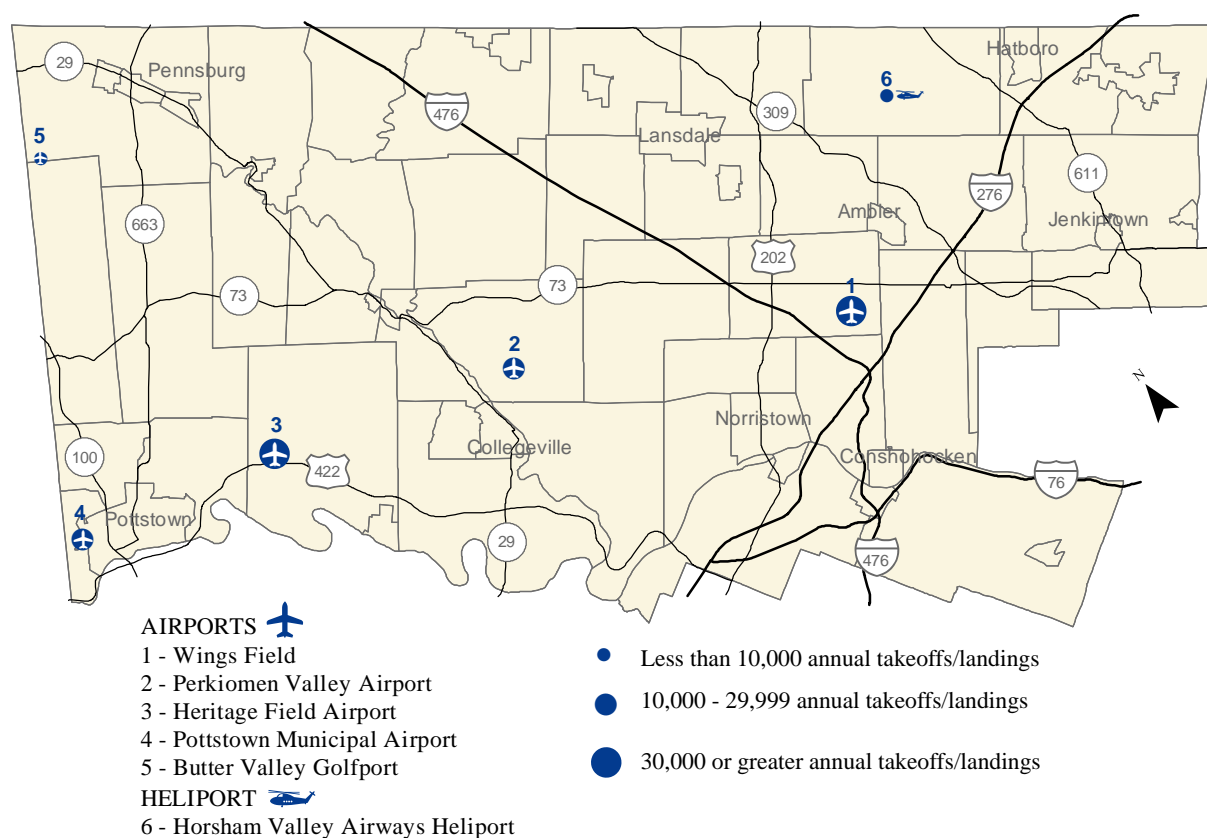 Hatboro
29
Pennsburg
6
476
309
5
Lansdale
611
276
Ambler
Jenkintown
663
202
73
73
1
2
3
Norristown
Collegeville
Conshohocken
100
422
76
4
Pottstown
29
476
N
AIRPORTS
1 - Wings Field
2 - Perkiomen Valley Airport
3 - Heritage Field Airport
4 - Pottstown Municipal Airport
5 - Butter Valley Golfport
HELIPORT
6 - Horsham Valley Airways Heliport
Less than 10,000 annual takeoffs/landings
10,000 - 29,999 annual takeoffs/landings
30,000 or greater annual takeoffs/landings